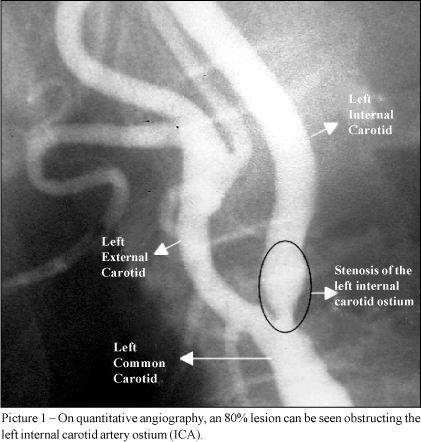 Left
Internal
Carotid
Left
External
Carotid
Stenosis of the
left internal
carotid ostium
Left
Common
Carotid
Picture 1 – On quantitative angiography, an 80% lesion can be seen obstructing the
left internal carotid artery ostium (ICA).